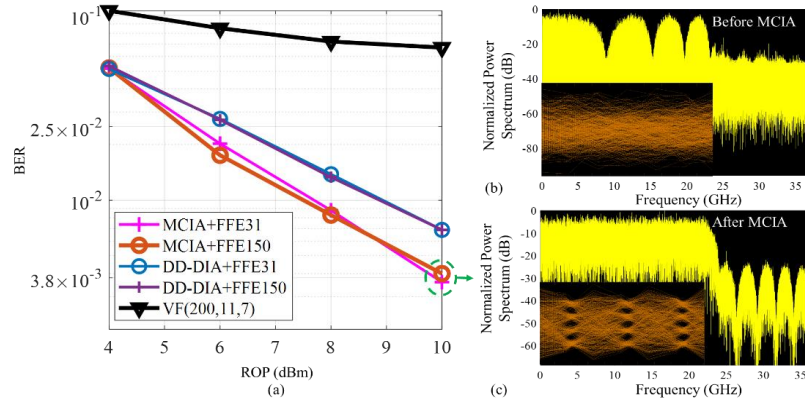 10⁻¹
2.5 × 10⁻²
10⁻²
3.8 × 10⁻³
BER
MCIA+FFE31
MCIA+FFE150
DD-DIA+FFE31
DD-DIA+FFE150
VF(200,11,7)
4 5 6 7 8 9 10
ROP (dBm)
(a)
Before MCIA
Normalized Power
Spectrum (dB)
0
-20
-40
-60
-80
0 5 10 15 20 25 30 35
Frequency (GHz)
(b)
After MCIA
Normalized Power
Spectrum (dB)
0
-10
-20
-30
-40
-50
-60
0 5 10 15 20 25 30 35
Frequency (GHz)
(c)